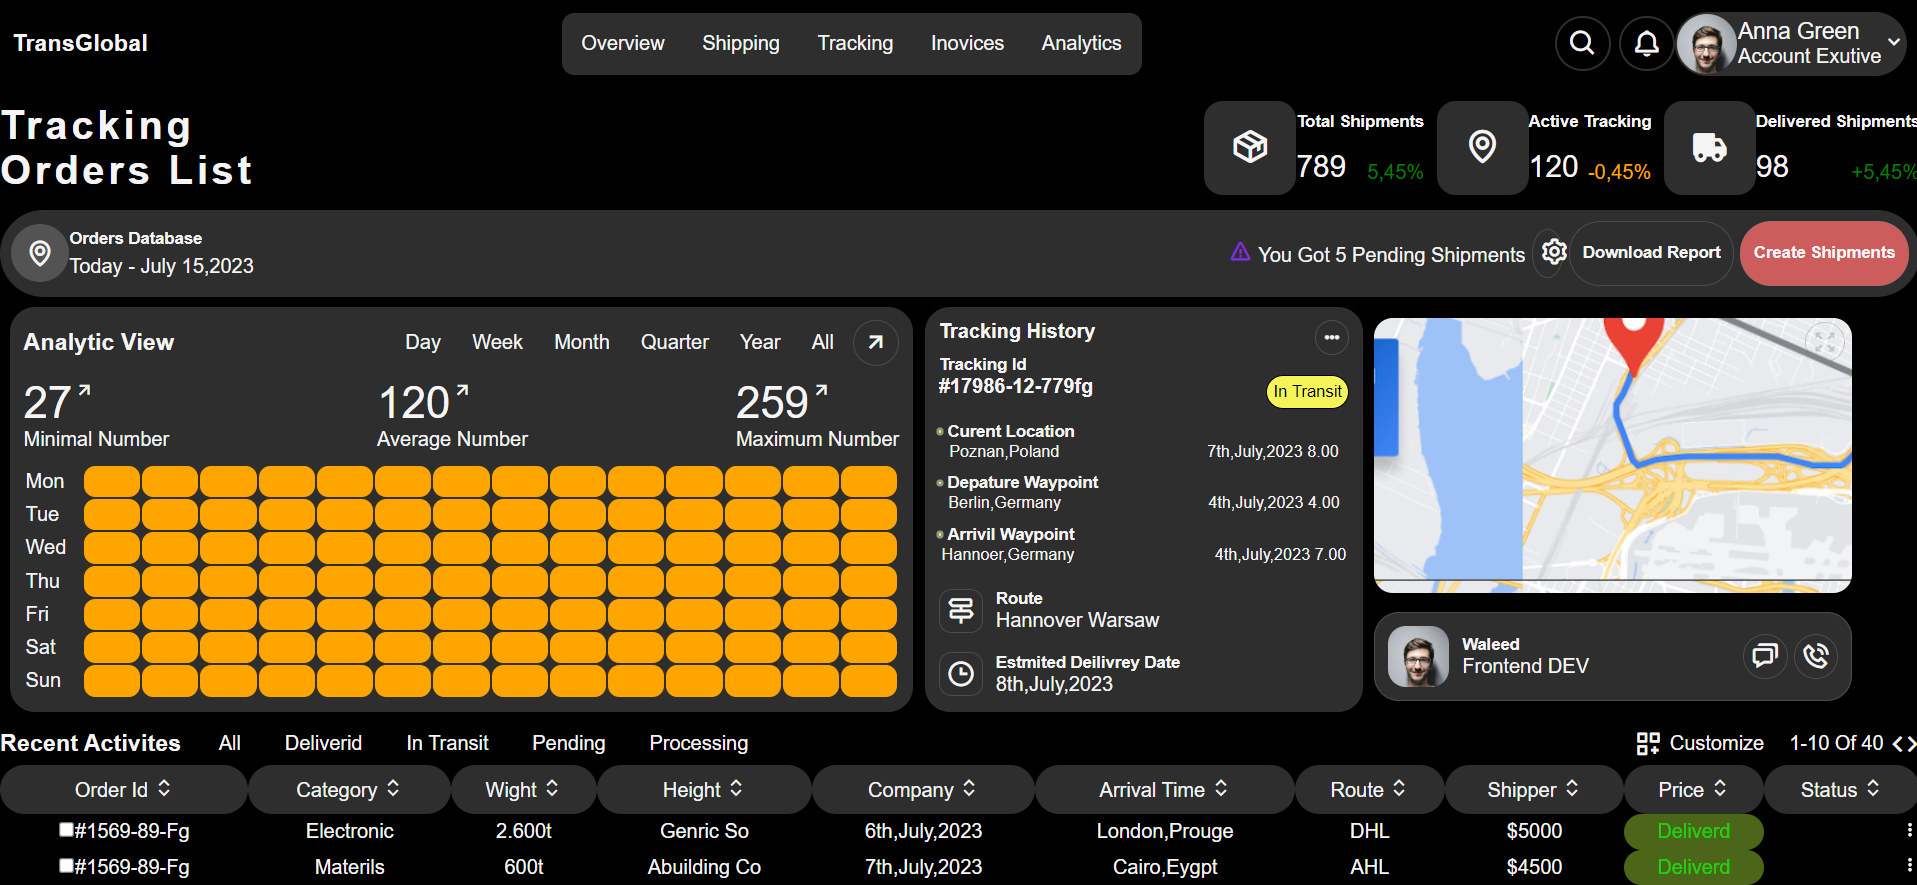 TransGlobal
Overview Shipping Tracking Inovices Analytics
Anna Green
Account Exutive
Tracking
Orders List
Total Shipments
789 5,45%
Active Tracking
120 -0,45%
Delivered Shipments
98 +5,45%
Orders Database
Today - July 15,2023
You Got 5 Pending Shipments
Download Report
Create Shipments
Analytic View
Day Week Month Quarter Year All
27
Minimal Number
120
Average Number
259
Maximum Number
Mon
Tue
Wed
Thu
Fri
Sat
Sun
Tracking History
Tracking Id
#17986-12-779fg
In Transit
Curent Location
Poznan,Poland 7th,July,2023 8.00
Depature Waypoint
Berlin,Germany 4th,July,2023 4.00
Arrivil Waypoint
Hannoer,Germany 4th,July,2023 7.00
Route
Hannover Warsaw
Estmited Deilivrey Date
8th,July,2023
Waleed
Frontend DEV
Recent Activites All Deliverid In Transit Pending Processing
Customize 1-10 Of 40
Order Id Category Wight Height Company Arrival Time Route Shipper Price Status
#1569-89-Fg Electronic 2.600t Genric So 6th,July,2023 London,Prouge DHL $5000 Deliverd
#1569-89-Fg Materils 600t Abuilding Co 7th,July,2023 Cairo,Eygpt AHL $4500 Deliverd